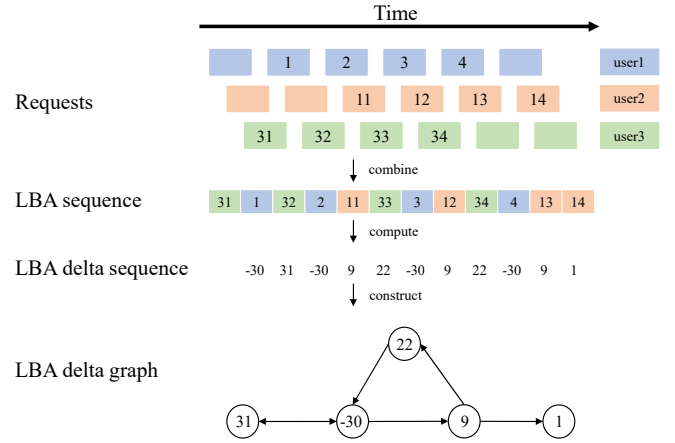 Time
1 2 3 4 user1
Requests
11 12 13 14 user2
31 32 33 34 user3
combine
LBA sequence 31 1 32 2 11 33 3 12 34 4 13 14
compute
LBA delta sequence -30 31 -30 9 22 -30 9 22 -30 9 1
construct
22
LBA delta graph
31 -30 9 1